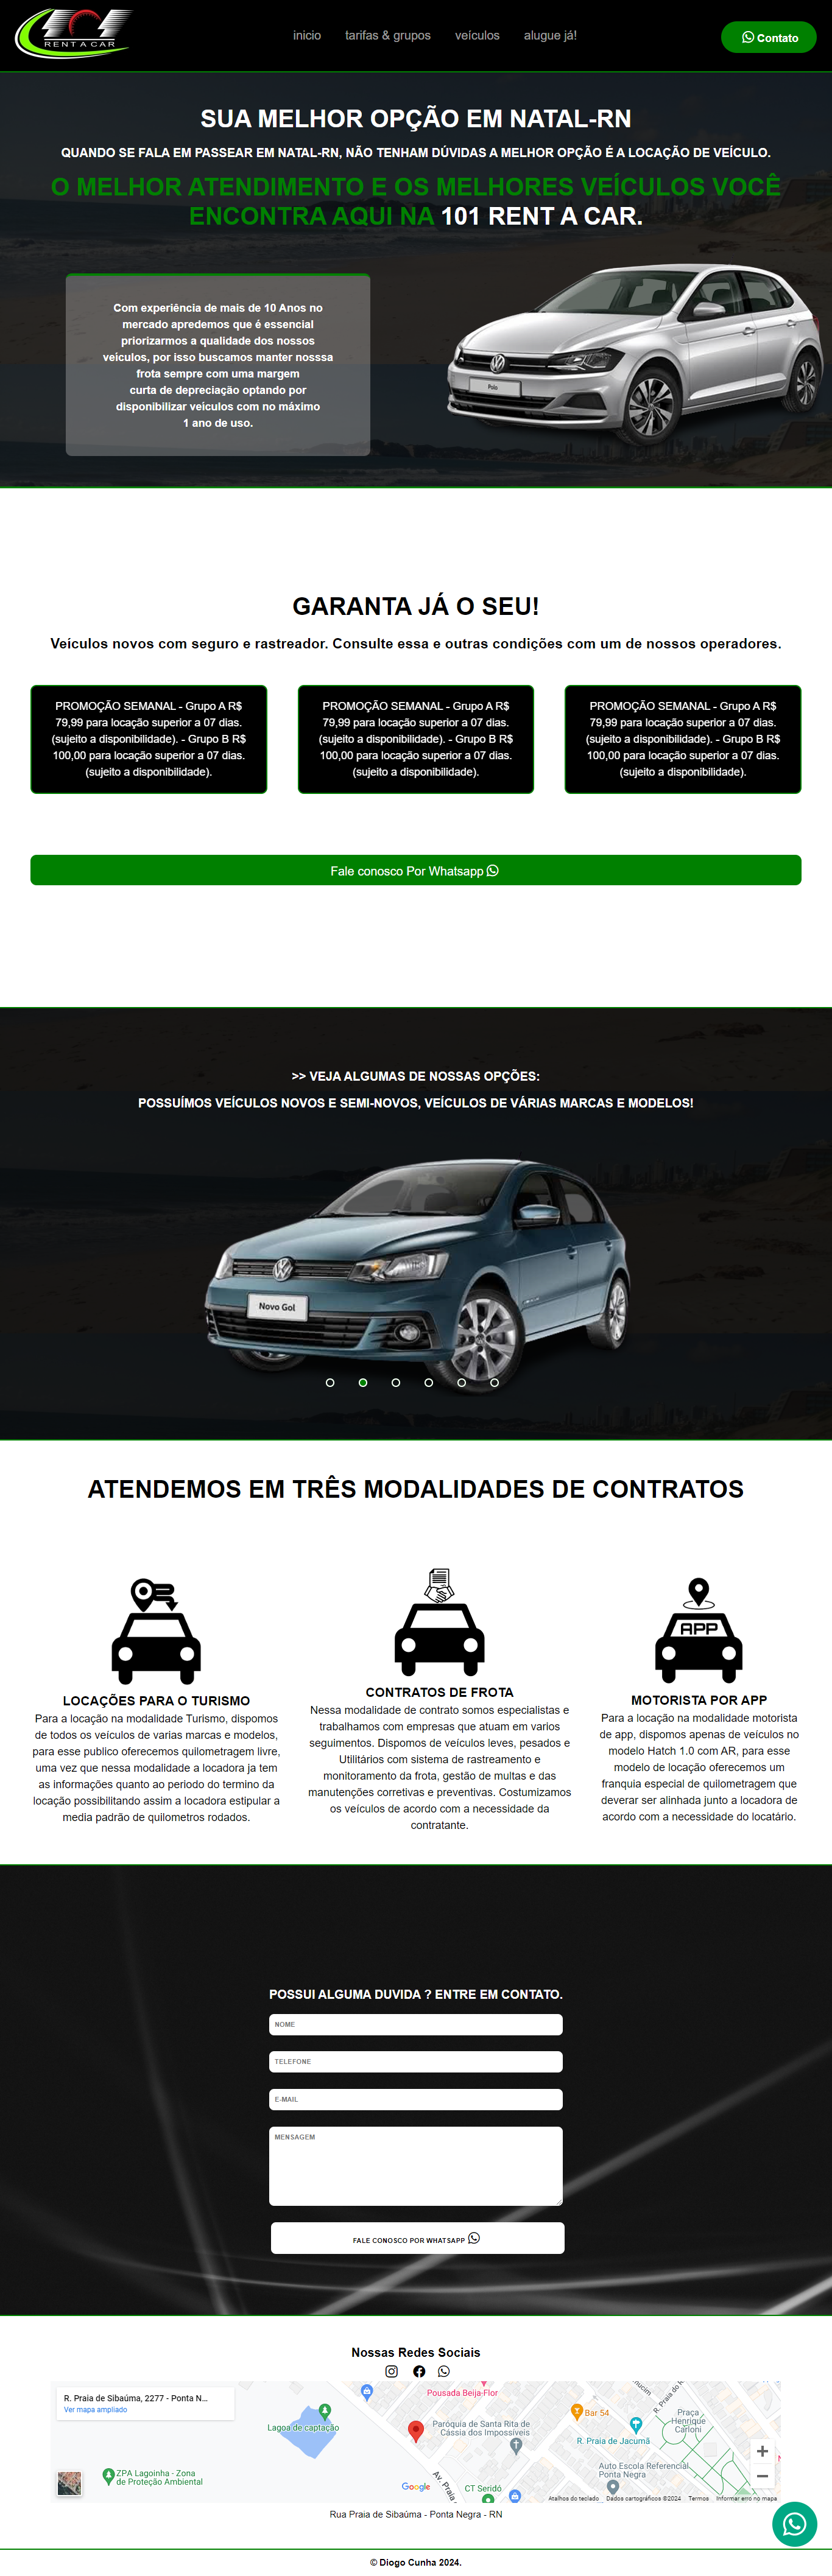 101
RENT A CAR
inicio
tarifas & grupos
veículos
alugue já!
Contato
SUA MELHOR OPÇÃO EM NATAL-RN
QUANDO SE FALA EM PASSEAR EM NATAL-RN, NÃO TENHAM DÚVIDAS A MELHOR OPÇÃO É A LOCAÇÃO DE VEÍCULO.
O MELHOR ATENDIMENTO E OS MELHORES VEÍCULOS VOCÊ
ENCONTRA AQUI NA 101 RENT A CAR.
Com experiência de mais de 10 Anos no
mercado apredemos que é essencial
priorizarmos a qualidade dos nossos
veiculos, por isso buscamos manter nosssa
frota sempre com uma margem
curta de depreciação optando por
disponibilizar veículos com no máximo
1 ano de uso.
Polo
GARANTA JÁ O SEU!
Veículos novos com seguro e rastreador. Consulte essa e outras condições com um de nossos operadores.
PROMOÇÃO SEMANAL - Grupo A R$
79,99 para locação superior a 07 dias.
(sujeito a disponibilidade). - Grupo B R$
100,00 para locação superior a 07 dias.
(sujeito a disponibilidade).
PROMOÇÃO SEMANAL - Grupo A R$
79,99 para locação superior a 07 dias.
(sujeito a disponibilidade). - Grupo B R$
100,00 para locação superior a 07 dias.
(sujeito a disponibilidade).
PROMOÇÃO SEMANAL - Grupo A R$
79,99 para locação superior a 07 dias.
(sujeito a disponibilidade). - Grupo B R$
100,00 para locação superior a 07 dias.
(sujeito a disponibilidade).
Fale conosco Por Whatsapp
>> VEJA ALGUMAS DE NOSSAS OPÇÕES:
POSSUÍMOS VEÍCULOS NOVOS E SEMI-NOVOS, VEÍCULOS DE VÁRIAS MARCAS E MODELOS!
Novo Gol
ATENDEMOS EM TRÊS MODALIDADES DE CONTRATOS
LOCAÇÕES PARA O TURISMO
Para a locação na modalidade Turismo, dispomos
de todos os veículos de varias marcas e modelos,
para esse publico oferecemos quilometragem livre,
uma vez que nessa modalidade a locadora ja tem
as informações quanto ao periodo do termino da
locação possibilitando assim a locadora estipular a
media padrão de quilometros rodados.
CONTRATOS DE FROTA
Nessa modalidade de contrato somos especialistas e
trabalhamos com empresas que atuam em varios
seguimentos. Dispomos de veículos leves, pesados e
Utilitários com sistema de rastreamento e
monitoramento da frota, gestão de multas e das
manutenções corretivas e preventivas. Costumizamos
os veículos de acordo com a necessidade da
contratante.
APP
MOTORISTA POR APP
Para a locação na modalidade motorista
de app, dispomos apenas de veículos no
modelo Hatch 1.0 com AR, para esse
modelo de locação oferecemos um
franquia especial de quilometragem que
deverar ser alinhada junto a locadora de
acordo com a necessidade do locatário.
POSSUI ALGUMA DUVIDA ? ENTRE EM CONTATO.
NOME
TELEFONE
E-MAIL
MENSAGEM
FALE CONOSCO POR WHATSAPP
Nossas Redes Sociais
R. Praia de Sibaúma, 2277 - Ponta N...
Ver mapa ampliado
Pousada Beija-Flor
Lagoa de captação
Paróquia de Santa Rita de
Cássia dos Impossíveis
Bar 54
R. Praia de Jacumã
Praça
Henrique
Carloni
ZPA Lagoinha - Zona
de Proteção Ambiental
Auto Escola Referencial
Ponta Negra
CT Seridó
Av. Praia
Google
Atalhos do teclado
Dados cartográficos ©2024
Termos
Informar erro no mapa
Rua Praia de Sibaúma - Ponta Negra - RN
© Diogo Cunha 2024.